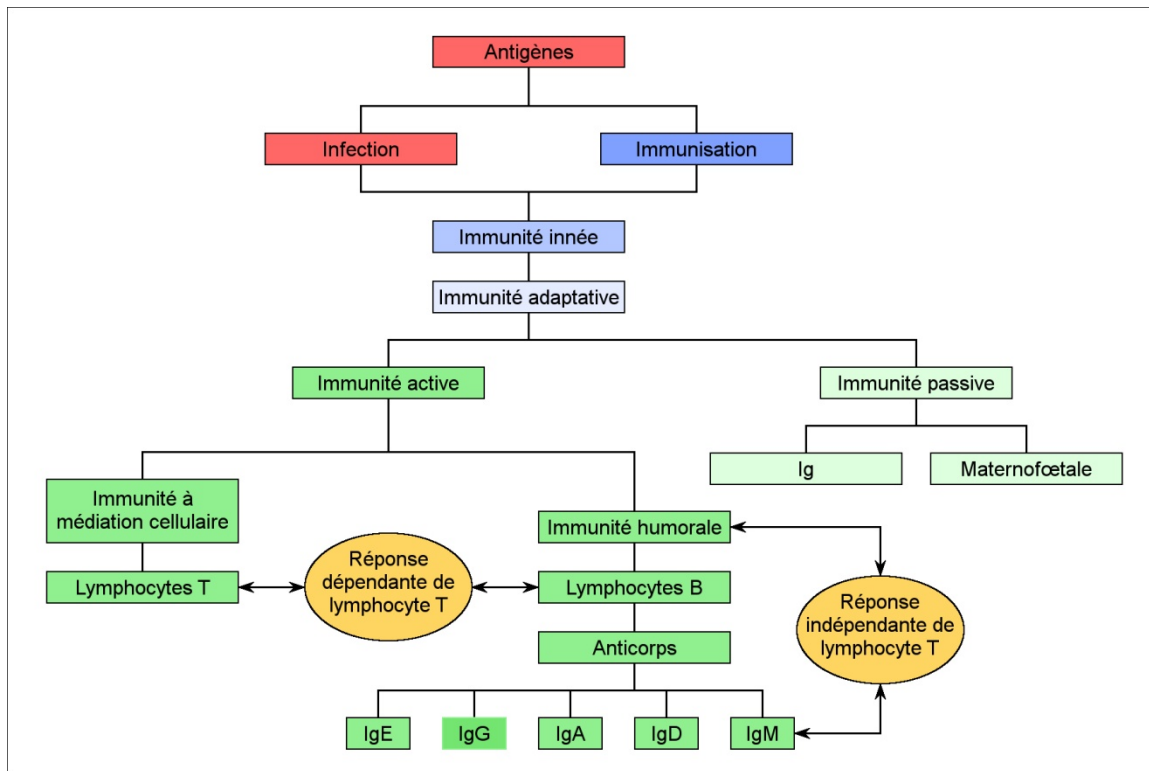 Antigènes
Infection
Immunisation
Immunité innée
Immunité adaptative
Immunité active
Immunité passive
Ig
Maternofœtale
Immunité à
médiation cellulaire
Immunité humorale
Lymphocytes T
Réponse
dépendante de
lymphocyte T
Lymphocytes B
Réponse
indépendante de
lymphocyte T
Anticorps
IgE
IgG
IgA
IgD
IgM